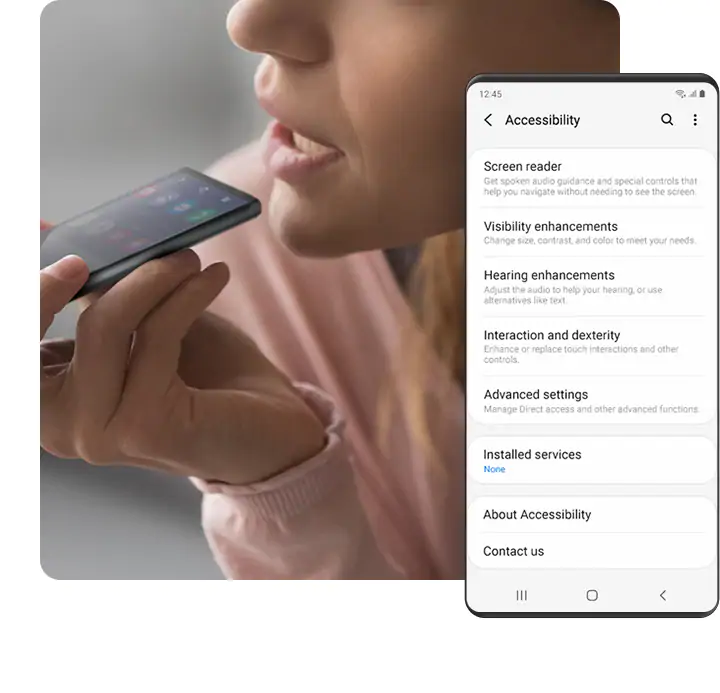 12:45
Accessibility
Screen reader
Get spoken audio guidance and special controls that
help you navigate without needing to see the screen.
Visibility enhancements
Change size, contrast, and color to meet your needs.
Hearing enhancements
Adjust the audio to help your hearing, or use
alternatives like text.
Interaction and dexterity
Enhance or replace touch interactions and other
controls.
Advanced settings
Manage Direct access and other advanced functions.
Installed services
None
About Accessibility
Contact us